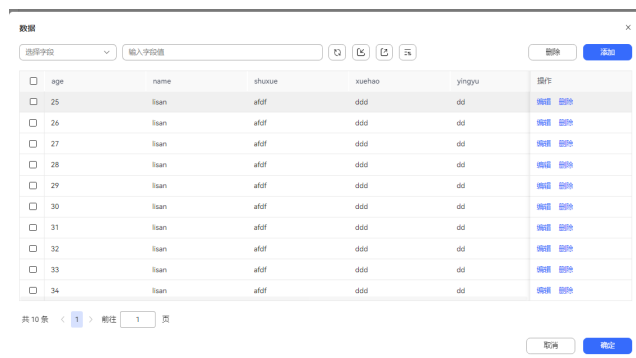 数据
选择字段 输入字段值 删除 添加
age name shuxue xuehao yingyu 操作
25 lisan afdf ddd dd 编辑 删除
26 lisan afdf ddd dd 编辑 删除
27 lisan afdf ddd dd 编辑 删除
28 lisan afdf ddd dd 编辑 删除
29 lisan afdf ddd dd 编辑 删除
30 lisan afdf ddd dd 编辑 删除
31 lisan afdf ddd dd 编辑 删除
32 lisan afdf ddd dd 编辑 删除
33 lisan afdf ddd dd 编辑 删除
34 lisan afdf ddd dd 编辑 删除
共 10 条 1 前往 1 页
取消 确定